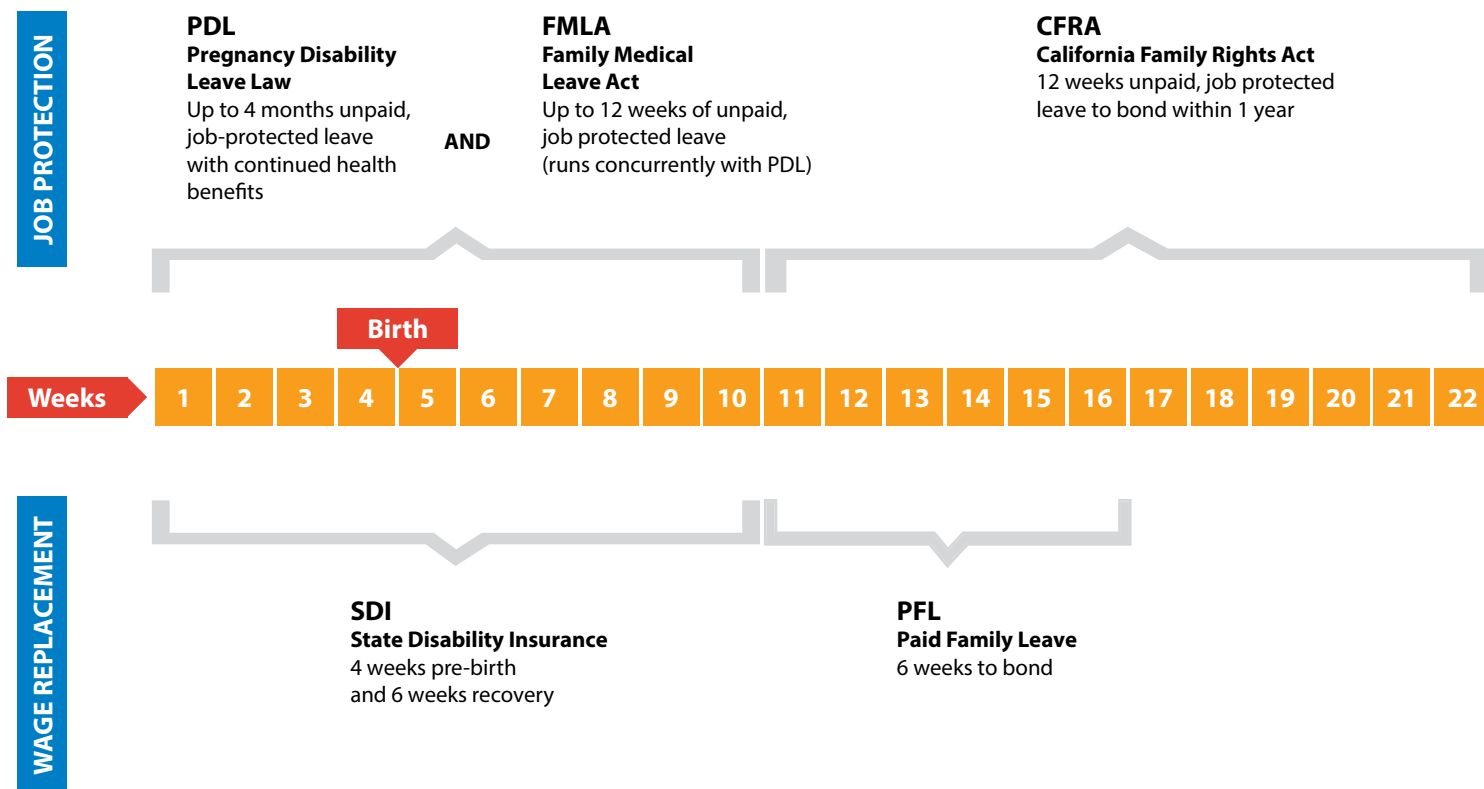 JOB PROTECTION
PDL
Pregnancy Disability
Leave Law
Up to 4 months unpaid,
job-protected leave
with continued health
benefits
AND
FMLA
Family Medical
Leave Act
Up to 12 weeks of unpaid,
job protected leave
(runs concurrently with PDL)
CFRA
California Family Rights Act
12 weeks unpaid, job protected
leave to bond within 1 year
Birth
Weeks 1 2 3 4 5 6 7 8 9 10 11 12 13 14 15 16 17 18 19 20 21 22
WAGE REPLACEMENT
SDI
State Disability Insurance
4 weeks pre-birth
and 6 weeks recovery
PFL
Paid Family Leave
6 weeks to bond